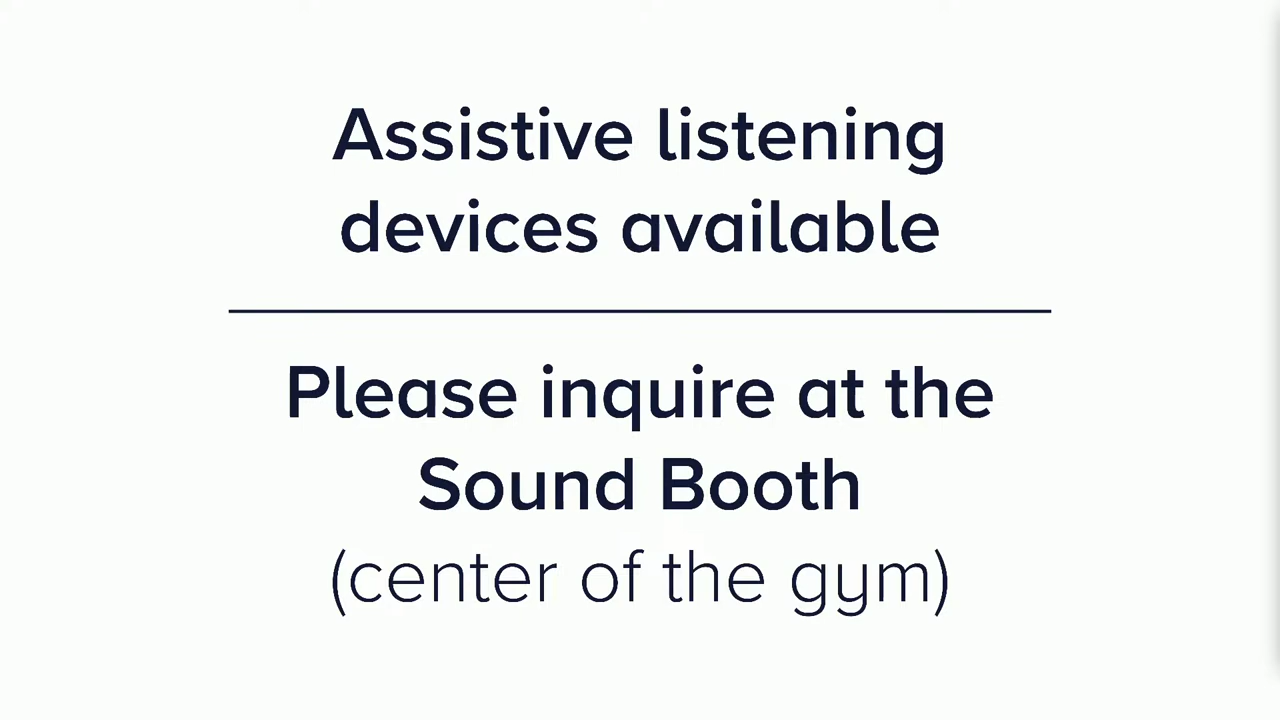 Assistive listening
devices available
Please inquire at the
Sound Booth
(center of the gym)